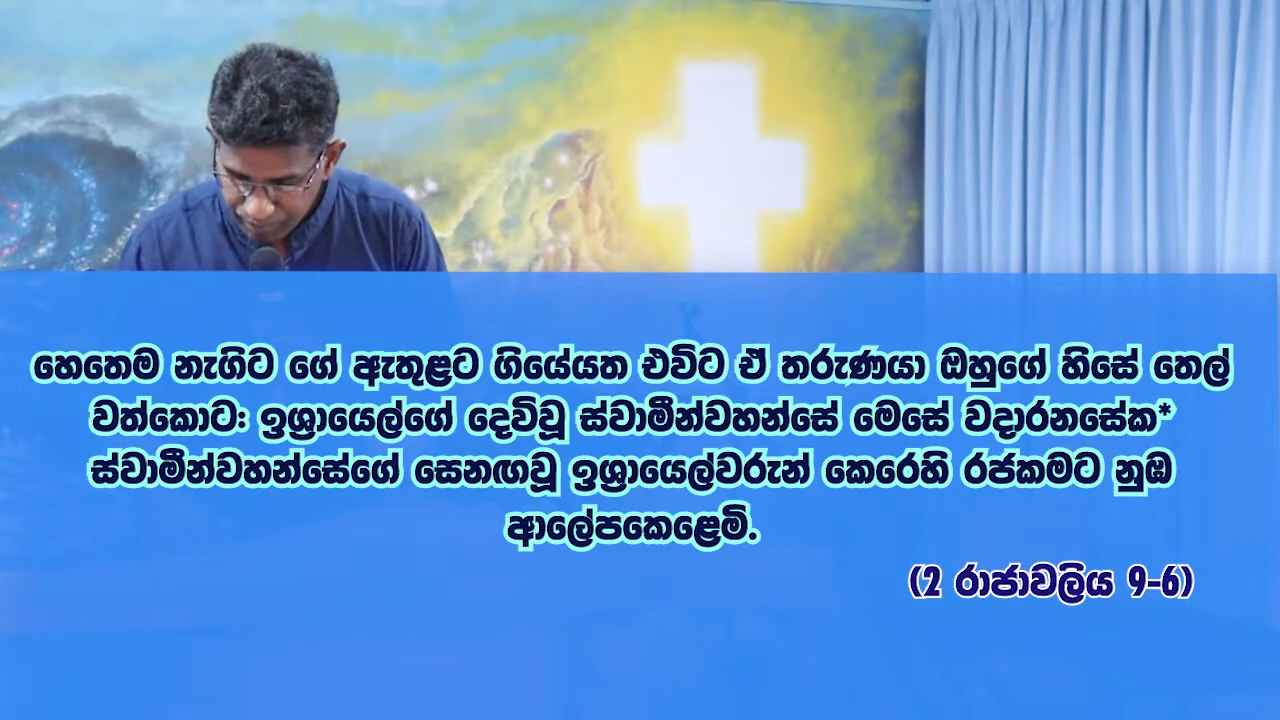 හෙතෙම නැගිට ගේ ඇතුළට ගියේයත එවිට ඒ තරුණයා ඔහුගේ හිසේ තෙල්
වත්කොට: ඉශ්‍රායෙල්ගේ දෙවිවූ ස්වාමීන්වහන්සේ මෙසේ වදාරනසේක*
ස්වාමීන්වහන්සේගේ සෙනඟවූ ඉශ්‍රායෙල්වරුන් කෙරෙහි රජකමට නුඹ
ආලේපකෙළෙමි.
(2 රාජාවලිය 9-6)